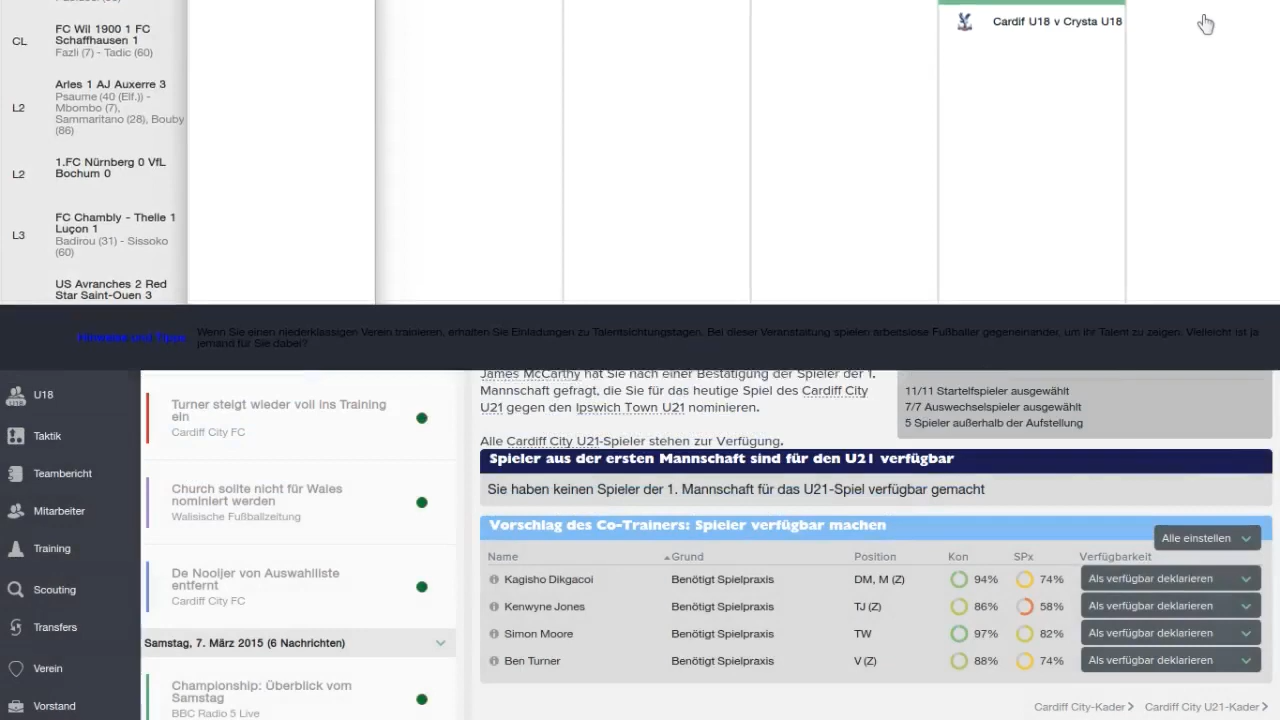 FC Wil 1900 1 FC
CL
Schaffhausen 1
Fazli (7) - Tadic (60)
Cardif U18 v Crysta U18
Arles 1 AJ Auxerre 3
Psaume (40 (Elf.)) -
L2
Mbombo (7),
Sammaritano (28), Bouby
(86)
1.FC Nürnberg 0 VfL
L2
Bochum 0
FC Chambly - Thelle 1
Luçon 1
L3
Badirou (31) - Sissoko
(60)
US Avranches 2 Red
Star Saint-Ouen 3
Hinweise und Tipps
Wenn Sie einen niederklassigen Verein trainieren, erhalten Sie Einladungen zu Talentsichtungstagen. Bei dieser Veranstaltung spielen arbeitslose Fußballer gegeneinander, um ihr Talent zu zeigen. Vielleicht ist ja
jemand für Sie dabei?
U18
Taktik
Teambericht
Mitarbeiter
Training
Scouting
Transfers
Verein
Vorstand
Turner steigt wieder voll ins Training
ein
Cardiff City FC
Church sollte nicht für Wales
nominiert werden
Walisische Fußballzeitung
De Nooijer von Auswahlliste
entfernt
Cardiff City FC
Samstag, 7. März 2015 (6 Nachrichten)
Championship: Überblick vom
Samstag
BBC Radio 5 Live
James McCarthy hat Sie nach einer Bestätigung der Spieler der 1.
Mannschaft gefragt, die Sie für das heutige Spiel des Cardiff City
U21 gegen den Ipswich Town U21 nominieren.
Alle Cardiff City U21-Spieler stehen zur Verfügung.
11/11 Startelfspieler ausgewählt
7/7 Auswechselspieler ausgewählt
5 Spieler außerhalb der Aufstellung
Spieler aus der ersten Mannschaft sind für den U21 verfügbar
Sie haben keinen Spieler der 1. Mannschaft für das U21-Spiel verfügbar gemacht
Vorschlag des Co-Trainers: Spieler verfügbar machen
Alle einstellen
Name Grund Position Kon SPx Verfügbarkeit
Kagisho Dikgacoi Benötigt Spielpraxis DM, M (Z) 94% 74% Als verfügbar deklarieren
Kenwyne Jones Benötigt Spielpraxis TJ (Z) 86% 58% Als verfügbar deklarieren
Simon Moore Benötigt Spielpraxis TW 97% 82% Als verfügbar deklarieren
Ben Turner Benötigt Spielpraxis V (Z) 88% 74% Als verfügbar deklarieren
Cardiff City-Kader Cardiff City U21-Kader